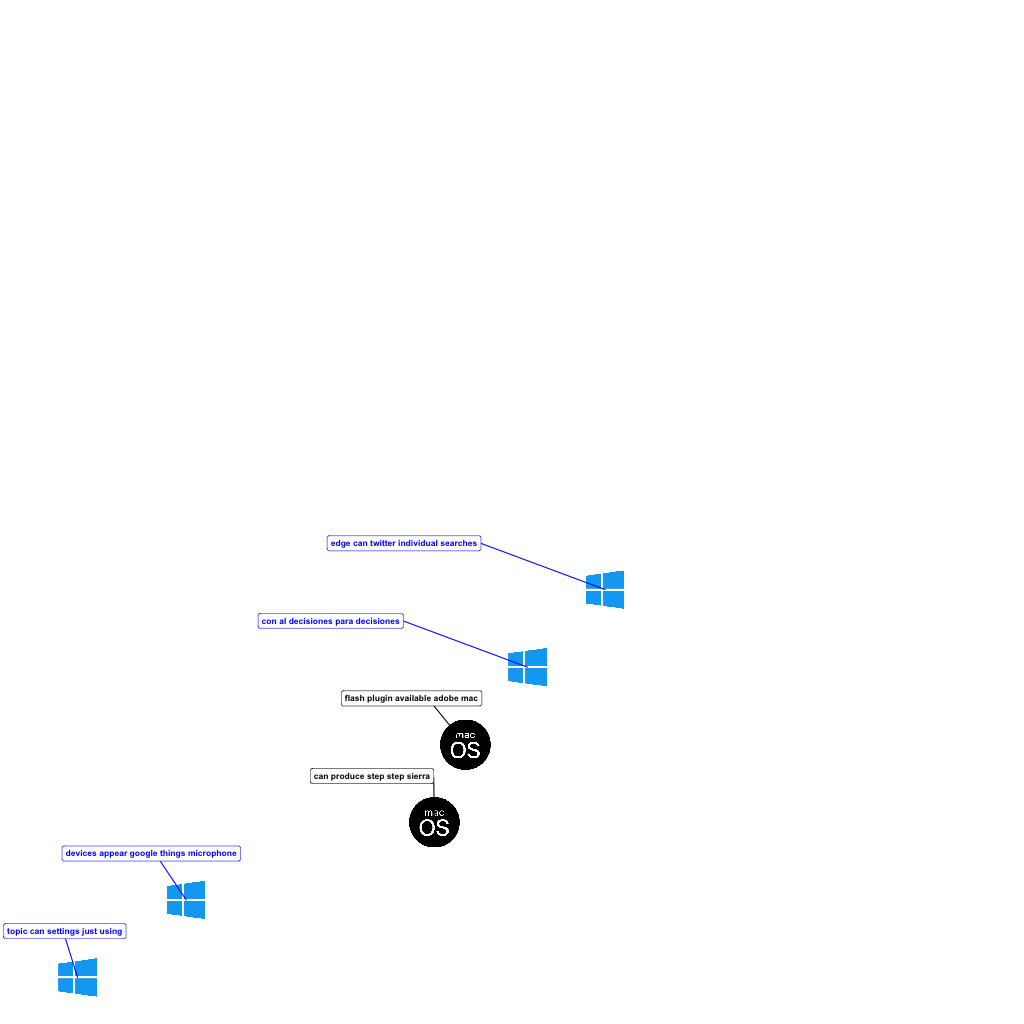 edge can twitter individual searches
con al decisiones para decisiones
flash plugin available adobe mac
mac
OS
can produce step step sierra
mac
OS
devices appear google things microphone
topic can settings just using